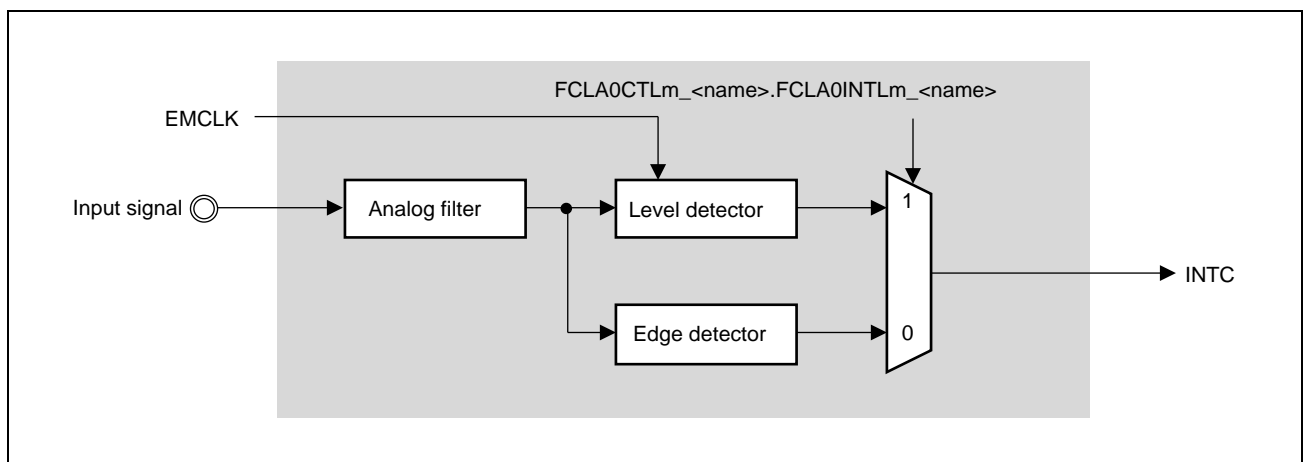 FCLA0CTLm_<name>.FCLA0INTLm_<name>
EMCLK
Input signal
Analog filter
Level detector
1
INTC
Edge detector
0